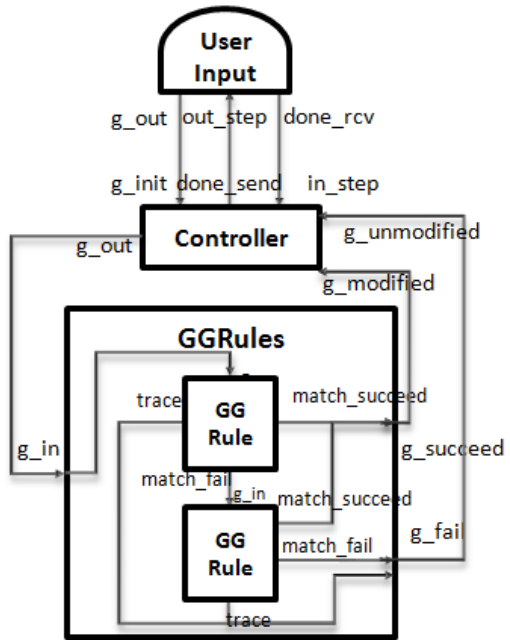 User
Input
g_out out_step done_rcv
g_init done_send in_step
Controller
g_unmodified
g_out
g_modified
GGRules
trace
match_succeed
GG
Rule
g_in
g_succeed
match_fail
g_in
match_succeed
GG
Rule
g_fail
match_fail
trace